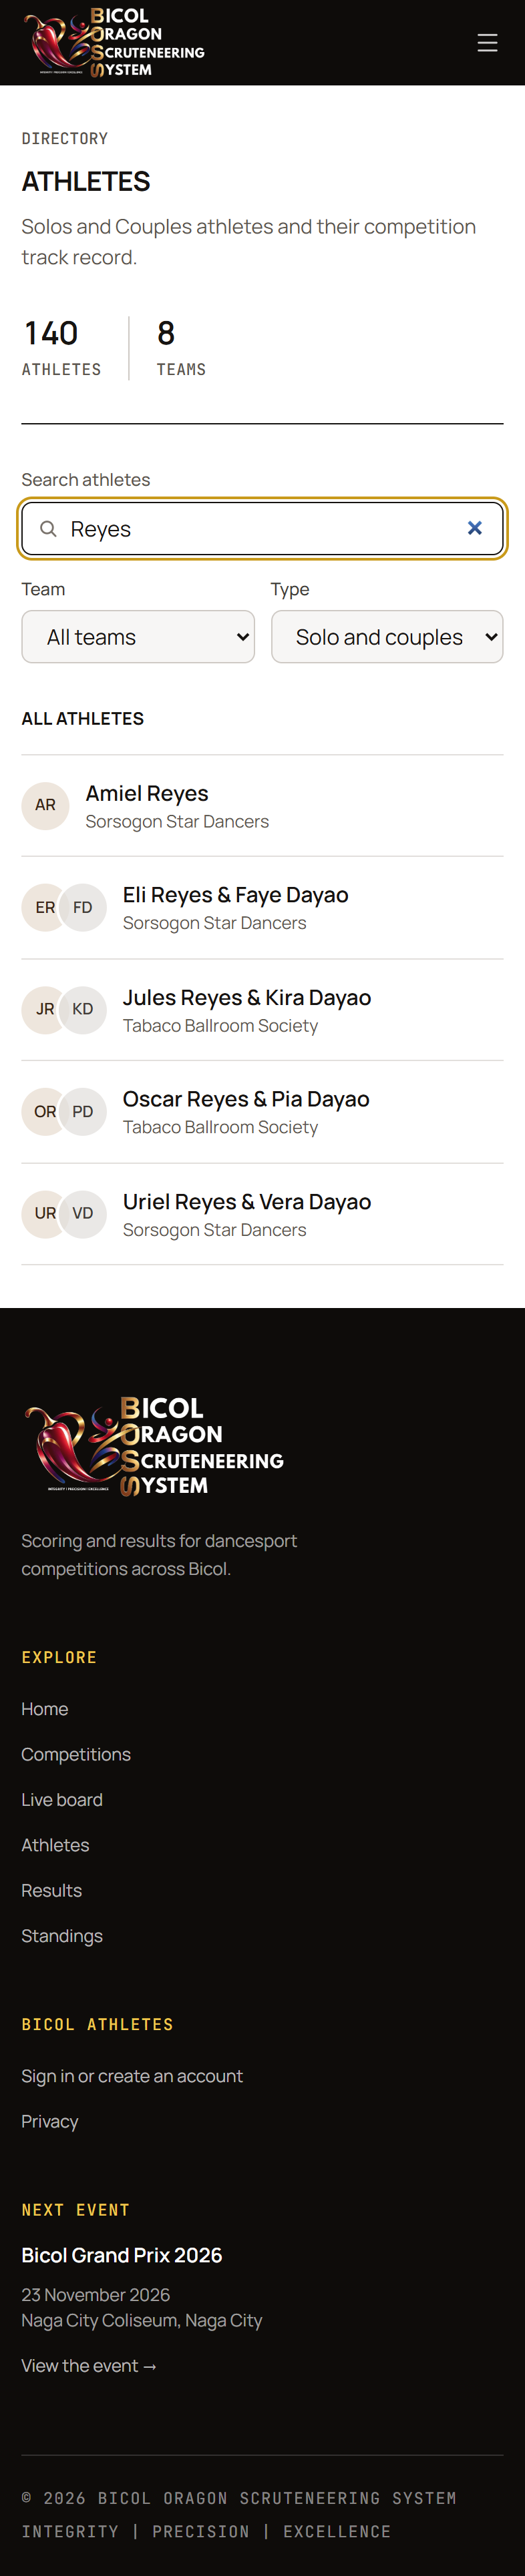 BICOL
ORAGON
SCRUTENEERING
SYSTEM
INTEGRITY | PRECISION | EXCELLENCE
DIRECTORY
ATHLETES
Solos and Couples athletes and their competition
track record.
140
ATHLETES
8
TEAMS
Search athletes
Reyes
Team
Type
All teams
Solo and couples
ALL ATHLETES
AR
Amiel Reyes
Sorsogon Star Dancers
ER
FD
Eli Reyes & Faye Dayao
Sorsogon Star Dancers
JR
KD
Jules Reyes & Kira Dayao
Tabaco Ballroom Society
OR
PD
Oscar Reyes & Pia Dayao
Tabaco Ballroom Society
UR
VD
Uriel Reyes & Vera Dayao
Sorsogon Star Dancers
BICOL
ORAGON
SCRUTENEERING
SYSTEM
INTEGRITY | PRECISION | EXCELLENCE
Scoring and results for dancesport
competitions across Bicol.
EXPLORE
Home
Competitions
Live board
Athletes
Results
Standings
BICOL ATHLETES
Sign in or create an account
Privacy
NEXT EVENT
Bicol Grand Prix 2026
23 November 2026
Naga City Coliseum, Naga City
View the event →
© 2026 BICOL ORAGON SCRUTENEERING SYSTEM
INTEGRITY | PRECISION | EXCELLENCE